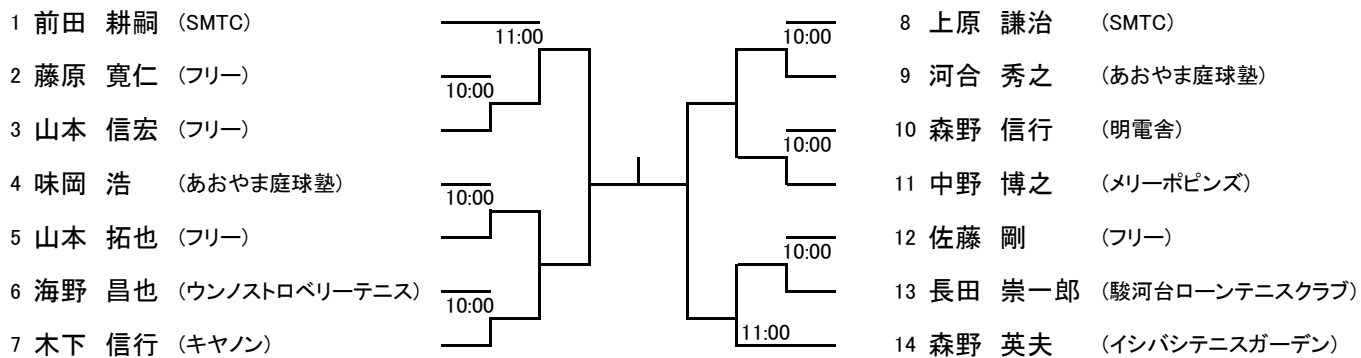 1 前田 耕嗣 (SMTC)
11:00
2 藤原 寛仁 (フリー)
10:00
3 山本 信宏 (フリー)
4 味岡 浩 (あおやま庭球塾)
10:00
5 山本 拓也 (フリー)
6 海野 昌也 (ウンノストロベリーテニス)
10:00
7 木下 信行 (キヤノン)
8 上原 謙治 (SMTC)
10:00
9 河合 秀之 (あおやま庭球塾)
10 森野 信行 (明電舎)
10:00
11 中野 博之 (メリーポピンズ)
12 佐藤 剛 (フリー)
10:00
13 長田 崇一郎 (駿河台ローンテニスクラブ)
11:00
14 森野 英夫 (イシバシテニスガーデン)